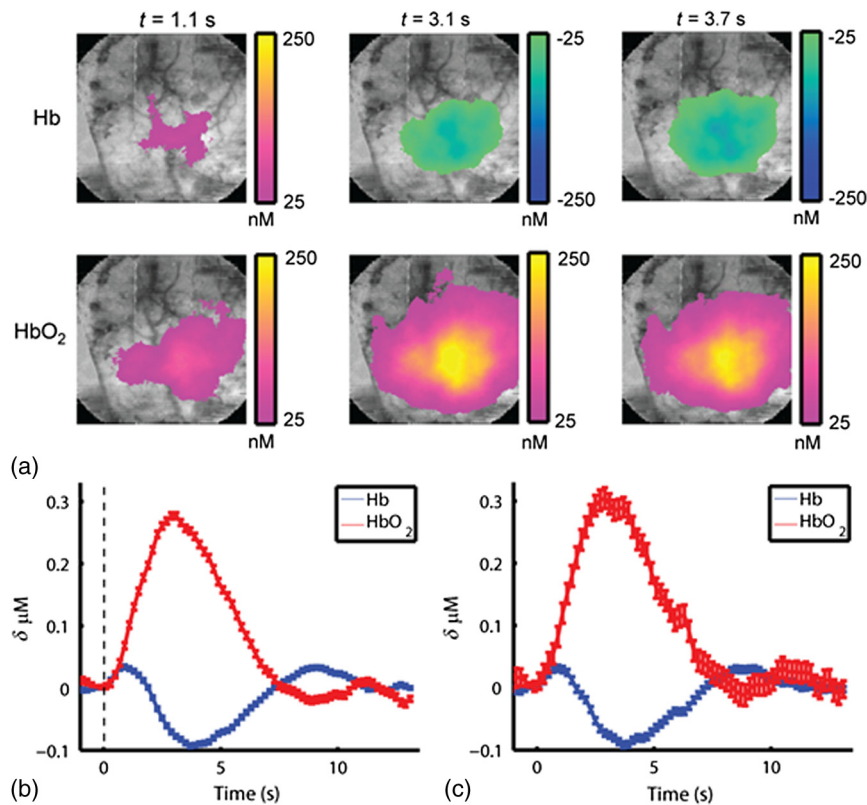 t = 1.1 s
t = 3.1 s
t = 3.7 s
Hb
250
25
nM
-25
-250
nM
-25
-250
nM
HbO2
250
25
nM
250
25
nM
250
25
nM
(a)
δ μM
0.3
0.2
0.1
0
−0.1
0
5
10
Time (s)
Hb
HbO2
(b)
δ μM
0.3
0.2
0.1
0
−0.1
0
5
10
Time (s)
Hb
HbO2
(c)